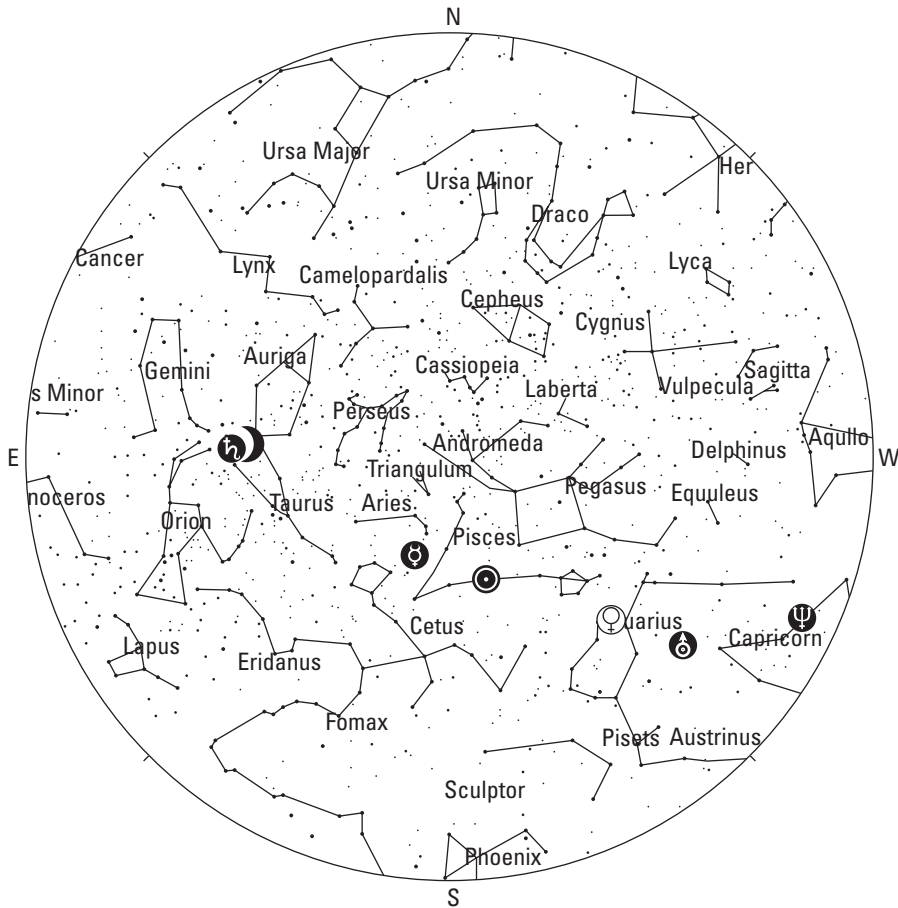 N
Ursa Major
Her
Ursa Minor
Draco
Cancer
Lynx
Lyca
Camelopardalis
Cepheus
Cygnus
Auriga
Gemini
Cassiopeia
Sagitta
s Minor
Laberta
Vulpecula
Perseus
Andromeda
Delphinus
Aqullo
E
W
Triangulum
Pegasus
noceros
Taurus
Aries
Equleus
Orion
Pisces
Lapus
Cetus
uarius
Capricorn
Eridanus
Fomax
Pisets Austrinus
Sculptor
Phoenix
S